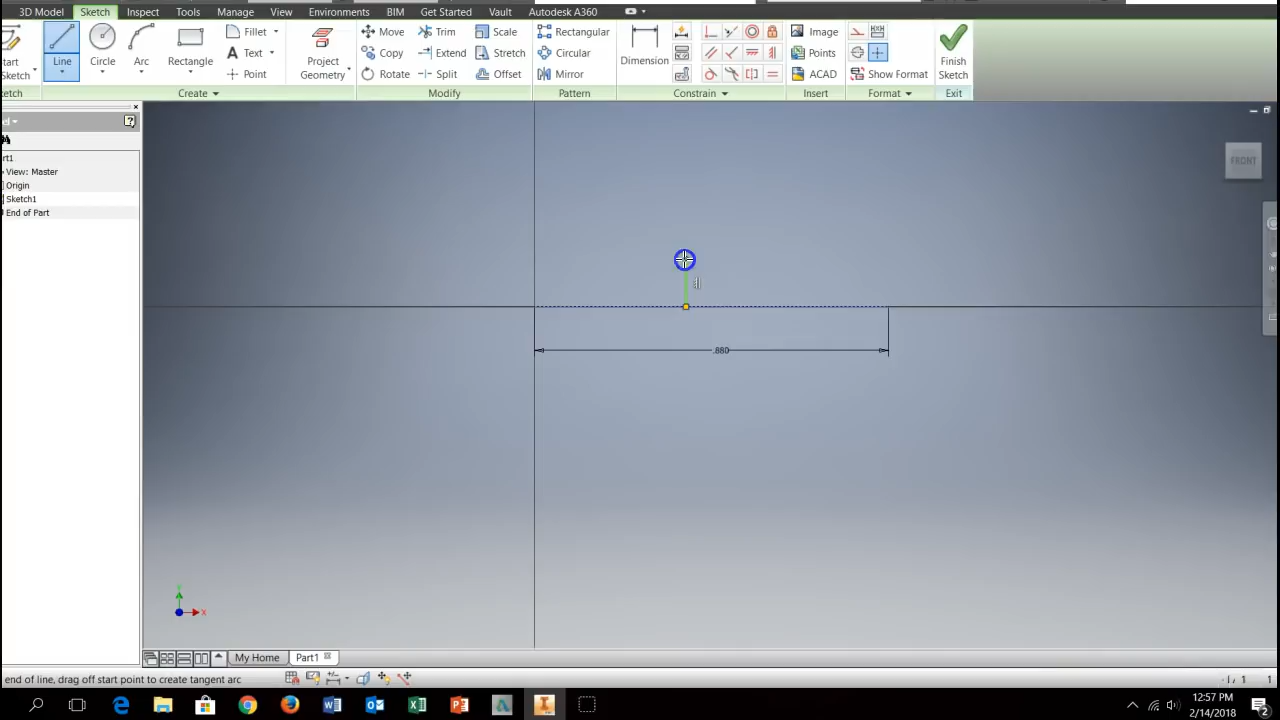 3D Model Sketch Inspect Tools Manage View Environments BIM Get Started Vault Autodesk A360
Line Circle Arc Rectangle Fillet Text Point Project Geometry Move Copy Rotate Trim Extend Split Scale Stretch Offset Rectangular Circular Mirror Dimension Image Points ACAD Show Format Finish Sketch
Sketch
Create Modify Pattern Constrain Insert Format Exit
View: Master
Origin
Sketch1
End of Part
FRONT
.880
Y
X
My Home Part1
end of line, drag off start point to create tangent arc
1 1
12:57 PM
2/14/2018
2